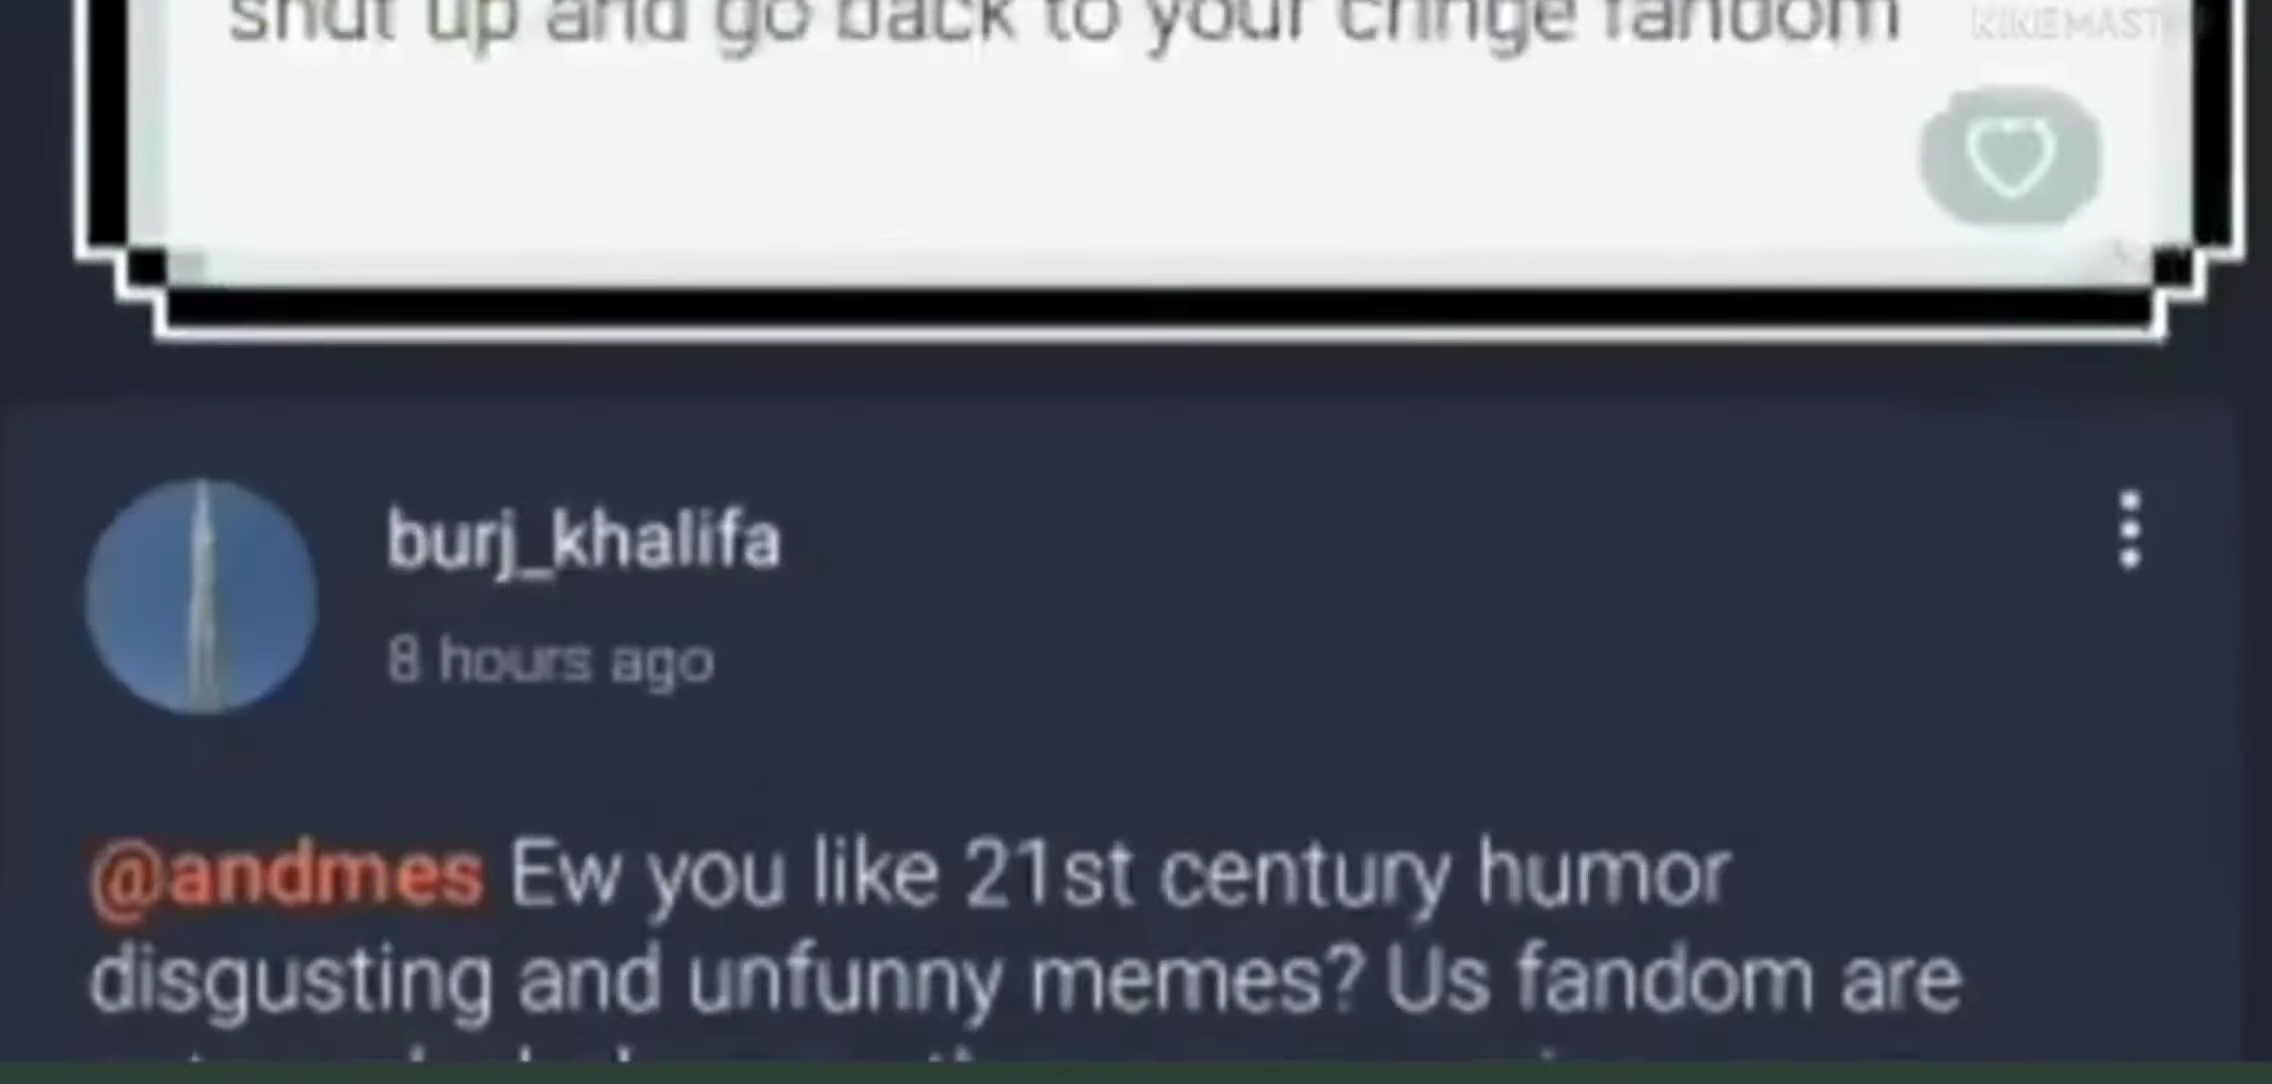 shut up and go back to your cringe fandom
KINEMAST
burj_khalifa
8 hours ago
@andmes Ew you like 21st century humor
disgusting and unfunny memes? Us fandom are